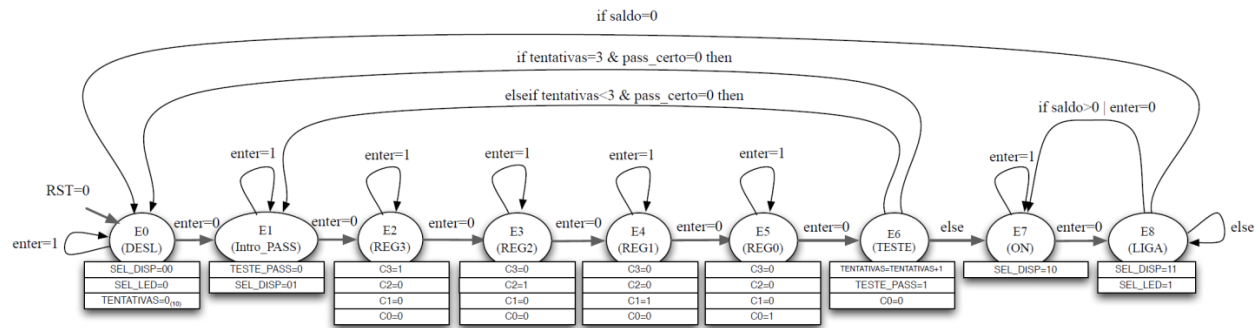 if saldo=0
if tentativas=3 & pass_certo=0 then
elseif tentativas<3 & pass_certo=0 then
if saldo>0 | enter=0
enter=1
enter=1
enter=1
enter=1
enter=1
enter=1
RST=0
enter=1
E0
(DESL)
enter=0
E1
(Intro_PASS)
enter=0
E2
(REG3)
enter=0
E3
(REG2)
enter=0
E4
(REG1)
enter=0
E5
(REG0)
enter=0
E6
(TESTE)
else
E7
(ON)
enter=0
E8
(LIGA)
else
SEL_DISP=00
SEL_LED=0
TENTATIVAS=0(10)
TESTE_PASS=0
SEL_DISP=01
C3=1
C2=0
C1=0
C0=0
C3=0
C2=1
C1=0
C0=0
C3=0
C2=0
C1=1
C0=0
C3=0
C2=0
C1=0
C0=1
TENTATIVAS=TENTATIVAS+1
TESTE_PASS=1
C0=0
SEL_DISP=10
SEL_DISP=11
SEL_LED=1